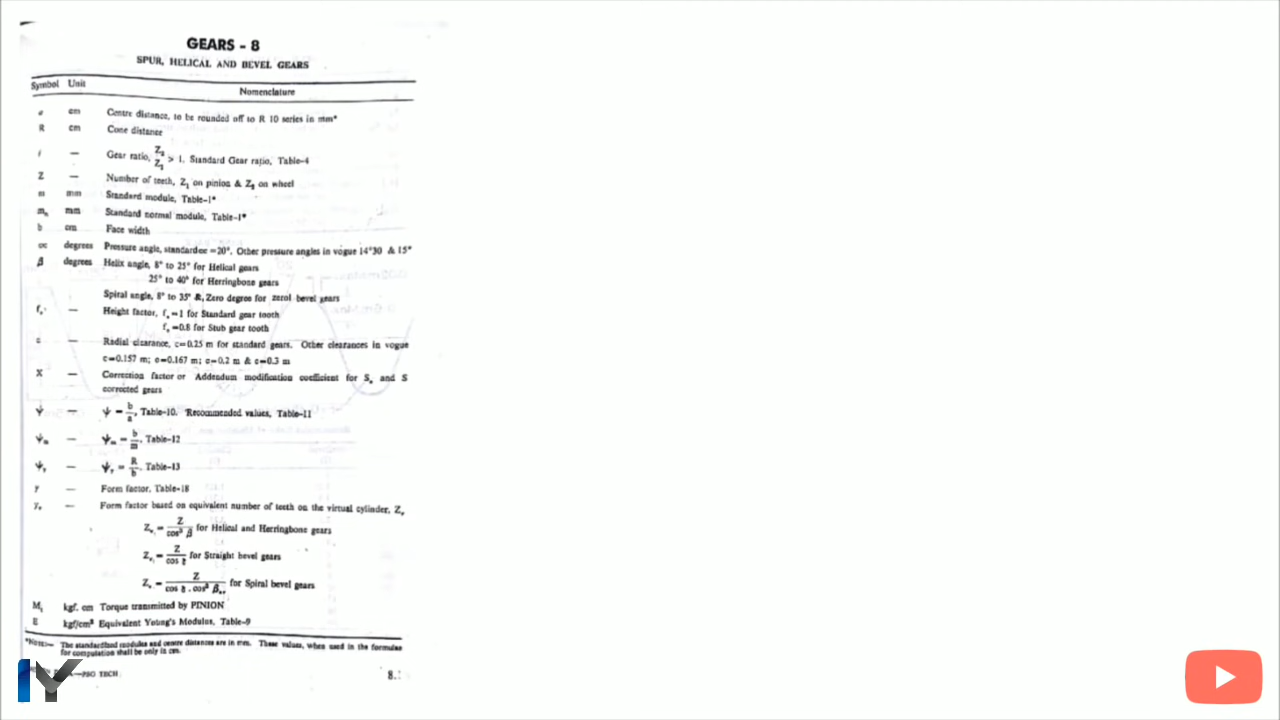 GEARS - 8
SPUR, HELICAL AND BEVEL GEARS
Symbol Unit Nomenclature
a cm Centre distance, to be rounded off to R 10 series in mm*
R cm Cone distance
i — Gear ratio, Z₂/Z₁ > 1, Standard Gear ratio, Table-4
Z — Number of teeth, Z₁ on pinion & Z₂ on wheel
m mm Standard module, Table-1*
mₙ mm Standard normal module, Table-1*
b cm Face width
∝ degrees Pressure angle, standard ∝ =20°. Other pressure angles in vogue 14°30 & 15°
β degrees Helix angle, 8° to 25° for Helical gears
25° to 40° for Herringbone gears
Spiral angle, 8° to 35° &, Zero degree for zerol bevel gears
fₒ — Height factor, fₒ=1 for Standard gear tooth
fₒ=0.8 for Stub gear tooth
c — Radial clearance, c=0.25 m for standard gears. Other clearances in vogue
c=0.157 m; c=0.167 m; c=0.2 m & c=0.3 m
X — Correction factor or Addendum modification coefficient for Sₒ and S
corrected gears
ψ — ψ = b/a, Table-10. Recommended values, Table-11
ψₘ — ψₘ = b/m, Table-12
ψᵧ — ψᵧ = R/b, Table-13
y — Form factor, Table-18
yᵥ — Form factor based on equivalent number of teeth on the virtual cylinder, Zᵥ
Zᵥ = Z/cos³ β for Helical and Herringbone gears
Zᵥ = Z/cos δ for Straight bevel gears
Zᵥ = Z/cos δ . cos³ βₐᵥ for Spiral bevel gears
Mₜ kgf. cm Torque transmitted by PINION
E kgf/cm² Equivalent Young's Modulus, Table-9
*NOTE:— The standardized modulus and centre distances are in mm. These values, when used in the formulae
for computation shall be only in cm.
—PSG TECH 8.